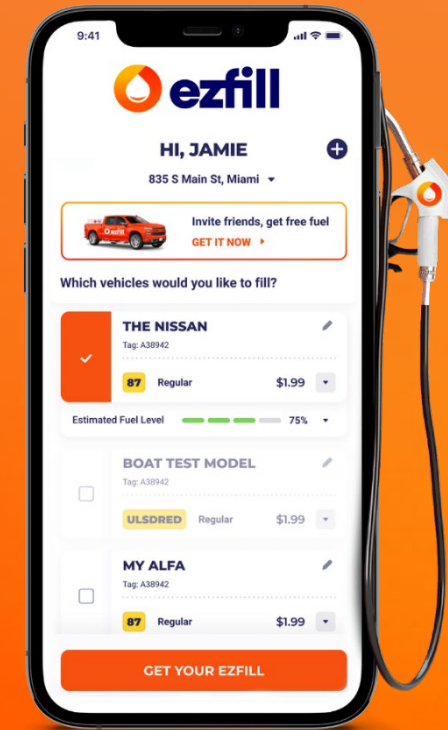 9:41
ezfill
HI, JAMIE
835 S Main St, Miami
Invite friends, get free fuel
GET IT NOW
Which vehicles would you like to fill?
THE NISSAN
Tag: A38942
87 Regular $1.99
Estimated Fuel Level 75%
BOAT TEST MODEL
Tag: A38942
ULSDRED Regular $1.99
MY ALFA
Tag: A38942
87 Regular $1.99
GET YOUR EZFILL